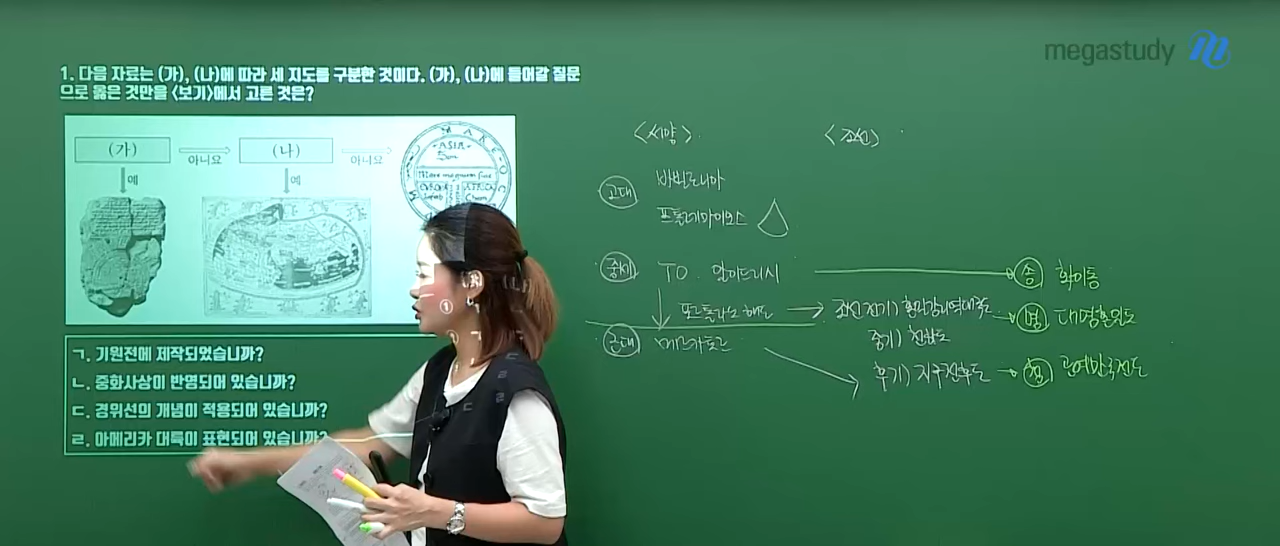 megastudy
1. 다음 자료는 (가), (나)에 따라 세 지도를 구분한 것이다. (가), (나)에 들어갈 질문
으로 옳은 것만을 <보기>에서 고른 것은?
(가)
아니요
(나)
아니요
예
예
ASIA
Mare magnum sive
AFRICA
ㄱ. 기원전에 제작되었습니까?
ㄴ. 중화사상이 반영되어 있습니까?
ㄷ. 경위선의 개념이 적용되어 있습니까?
ㄹ. 아메리카 대륙이 표현되어 있습니까?
<서양>
<조선>
고대
바빌로니아
프톨레마이오스
중세
TO
알이드리시
송
화이동
포르톨라노 해도
조선 전기) 혼일강리역대국도
명
대명혼일도
근대
메르카토르
중기) 천하도
후기) 지구전후도
청
①